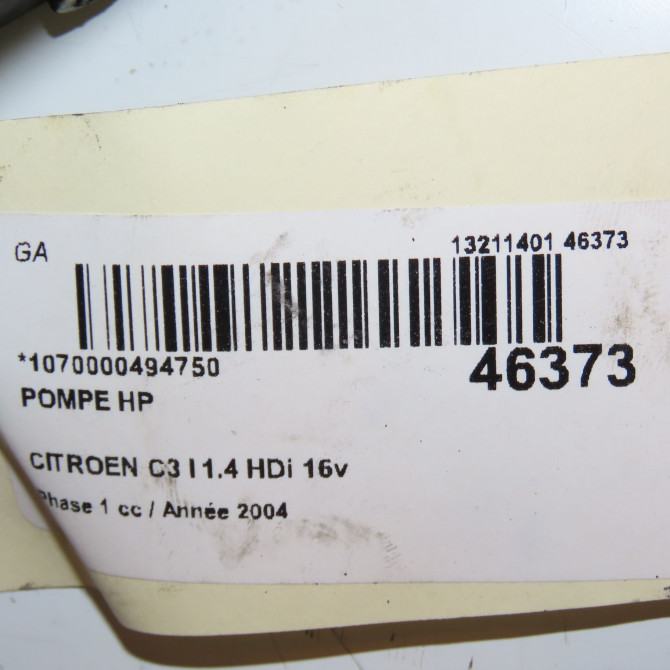 GA
13211401 46373
*1070000494750
46373
POMPE HP
CITROEN C3 I 1.4 HDi 16v
Phase 1 cc / Année 2004